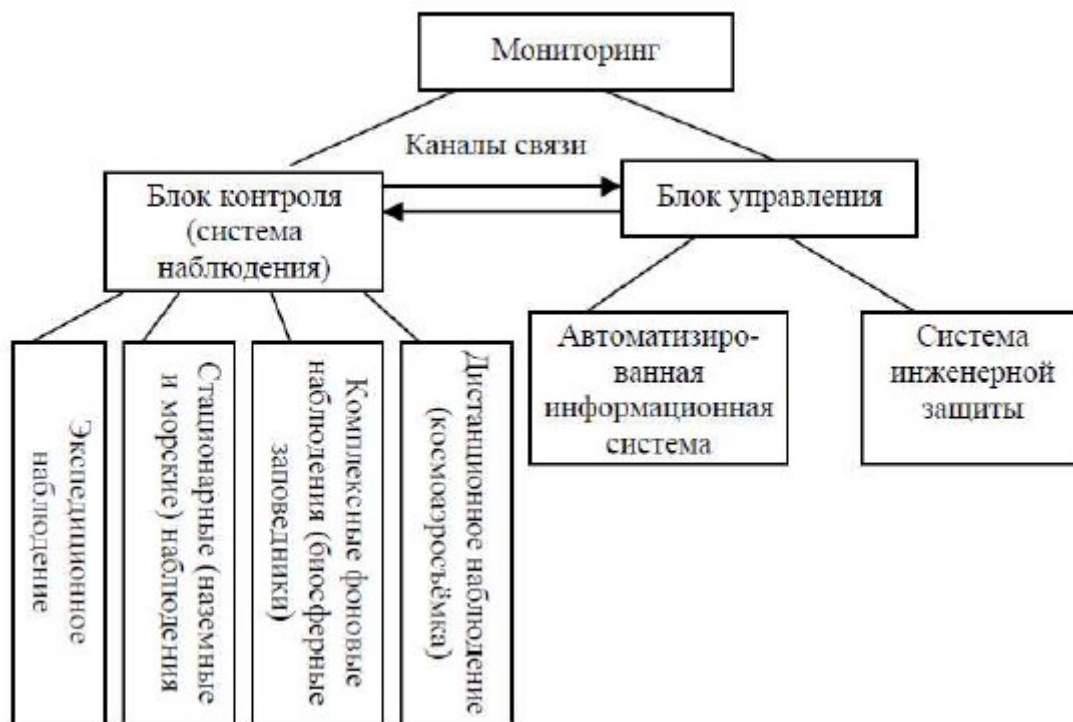 Мониторинг
Каналы связи
Блок контроля
(система
наблюдения)
Блок управления
Экспедиционное
наблюдение
Стационарные (наземные
и морские) наблюдения
Комплексные фоновые
наблюдения (биосферные
заповедники)
Дистанционное наблюдение
(космоаэросъёмка)
Автоматизиро-
ванная
информационная
система
Система
инженерной
защиты